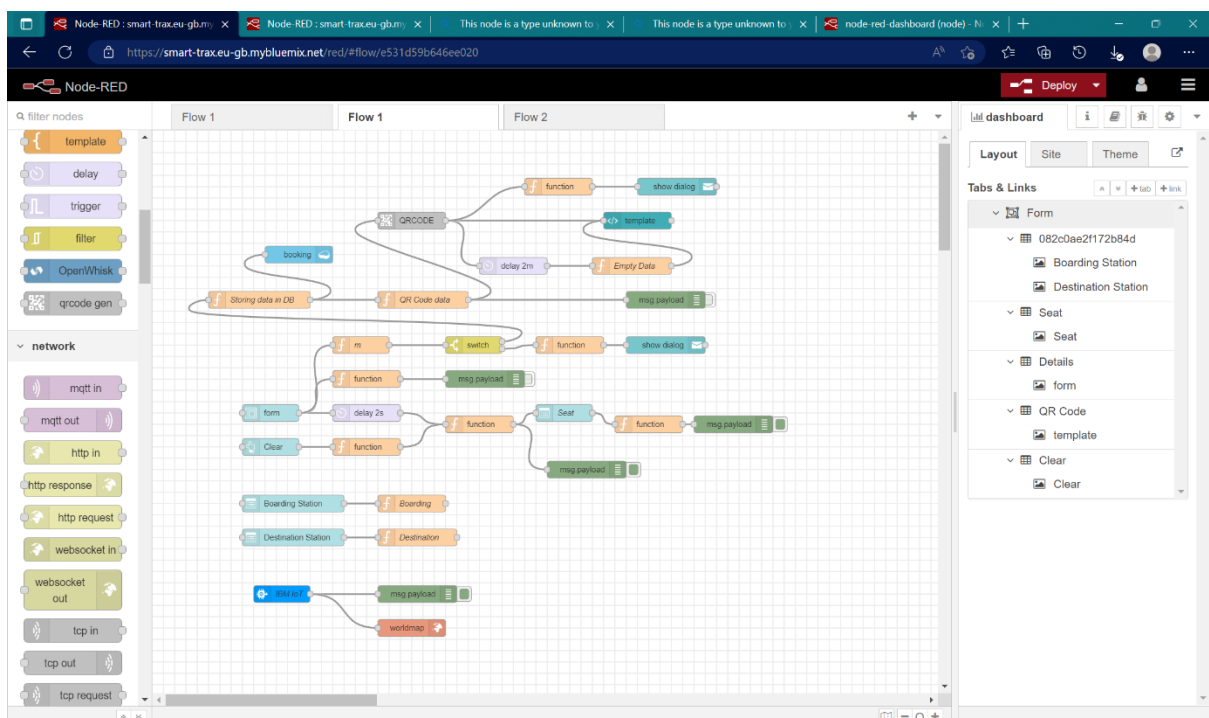 Node-RED : smart-trax.eu-gb.my
Node-RED : smart-trax.eu-gb.my
This node is a type unknown to y
This node is a type unknown to y
node-red-dashboard (node) - No
https://smart-trax.eu-gb.mybluemix.net/red/#flow/e531d59b646ee020
Node-RED
Deploy
filter nodes
Flow 1
Flow 1
Flow 2
dashboard
template
delay
trigger
filter
OpenWhisk
qrcode gen
network
mqtt in
mqtt out
http in
http response
http request
websocket in
websocket
out
tcp in
tcp out
tcp request
function
show dialog
QRCODE
template
booking
delay 2m
Empty Data
Storing data in DB
QR Code data
msg.payload
m
switch
function
show dialog
function
msg.payload
form
delay 2s
function
Seat
function
msg.payload
Clear
function
msg.payload
Boarding Station
Boarding
Destination Station
Destination
IBM IoT
msg.payload
worldmap
Layout
Site
Theme
Tabs & Links
+tab
+link
Form
082c0ae2f172b84d
Boarding Station
Destination Station
Seat
Seat
Details
form
QR Code
template
Clear
Clear